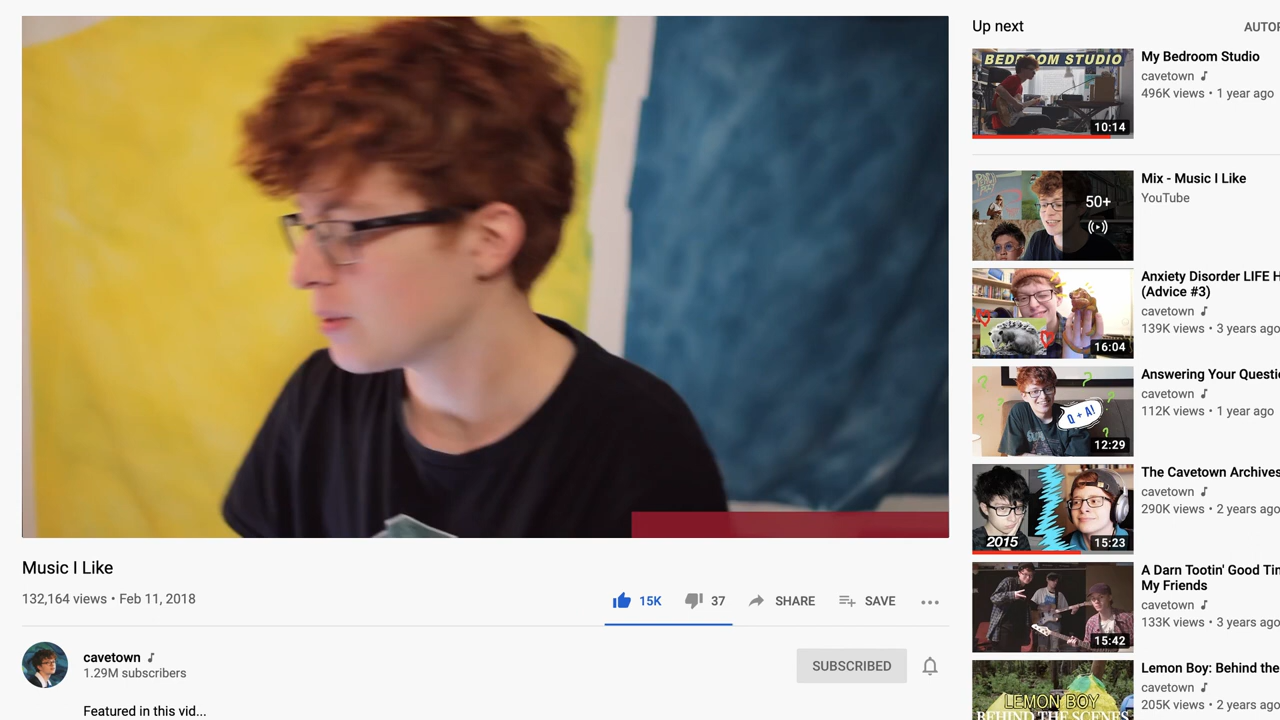 Music I Like
132,164 views • Feb 11, 2018
15K
37
SHARE
SAVE
cavetown
1.29M subscribers
SUBSCRIBED
Featured in this vid...
Up next
BEDROOM STUDIO
10:14
My Bedroom Studio
cavetown
496K views • 1 year ago
50+
Mix - Music I Like
YouTube
16:04
Anxiety Disorder LIFE
(Advice #3)
cavetown
139K views • 3 years ago
Q + A!
12:29
Answering Your
cavetown
112K views • 1 year ago
2015
15:23
The Cavetown Archives
cavetown
290K views • 2 years ago
15:42
A Darn Tootin' Good
My Friends
cavetown
133K views • 3 years ago
LEMON BOY
BEHIND THE SCENES
Lemon Boy: Behind the
cavetown
205K views • 2 years ago